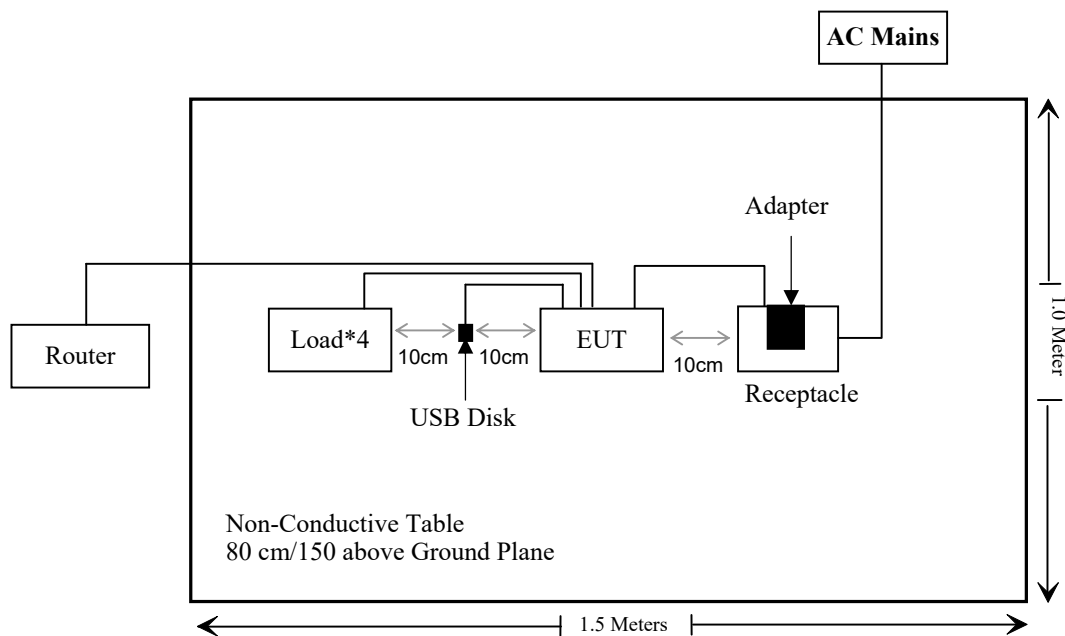 AC Mains
Adapter
Router
Load*4
10cm
10cm
EUT
10cm
Receptacle
USB Disk
1.0 Meter
Non-Conductive Table
80 cm/150 above Ground Plane
1.5 Meters